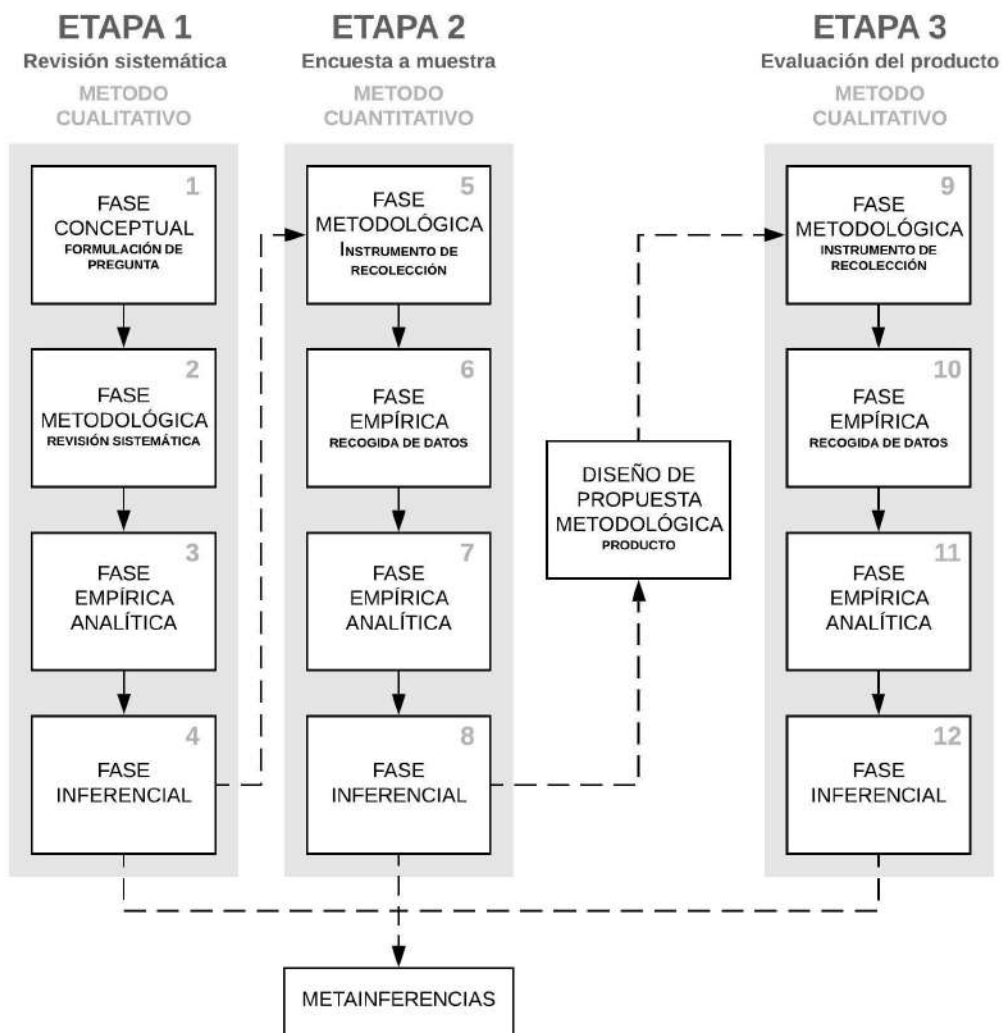 ETAPA 1
Revisión sistemática
METODO
CUALITATIVO
1
FASE
CONCEPTUAL
FORMULACIÓN DE
PREGUNTA
2
FASE
METODOLÓGICA
REVISIÓN SISTEMÁTICA
3
FASE
EMPÍRICA
ANALÍTICA
4
FASE
INFERENCIAL
ETAPA 2
Encuesta a muestra
METODO
CUANTITATIVO
5
FASE
METODOLÓGICA
INSTRUMENTO DE
RECOLECCIÓN
6
FASE
EMPÍRICA
RECOGIDA DE DATOS
7
FASE
EMPÍRICA
ANALÍTICA
8
FASE
INFERENCIAL
DISEÑO DE
PROPUESTA
METODOLÓGICA
PRODUCTO
ETAPA 3
Evaluación del producto
METODO
CUALITATIVO
9
FASE
METODOLÓGICA
INSTRUMENTO DE
RECOLECCIÓN
10
FASE
EMPÍRICA
RECOGIDA DE DATOS
11
FASE
EMPÍRICA
ANALÍTICA
12
FASE
INFERENCIAL
METAINFERENCIAS